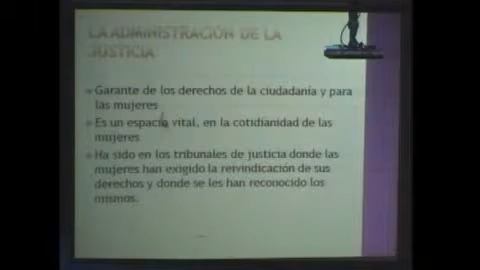 LA ADMINISTRACIÓN DE LA
JUSTICIA
Garante de los derechos de la ciudadanía y para
las mujeres
Es un espacio vital, en la cotidianidad de las
mujeres
Ha sido en los tribunales de justicia donde las
mujeres han exigido la reivindicación de sus
derechos y donde se les han reconocido los
mismos.